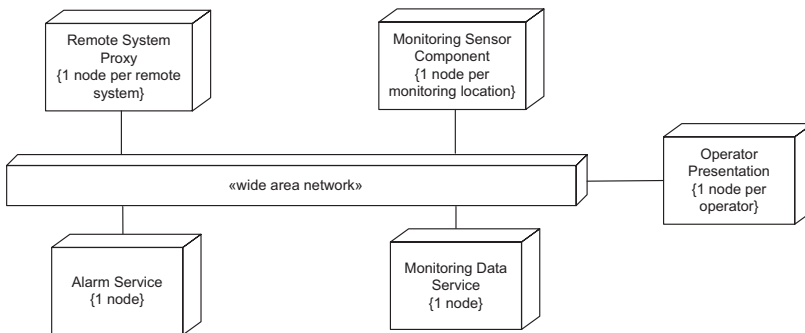 Remote System
Proxy
{1 node per remote
system}
Monitoring Sensor
Component
{1 node per
monitoring location}
Operator
Presentation
{1 node per
operator}
«wide area network»
Alarm Service
{1 node}
Monitoring Data
Service
{1 node}